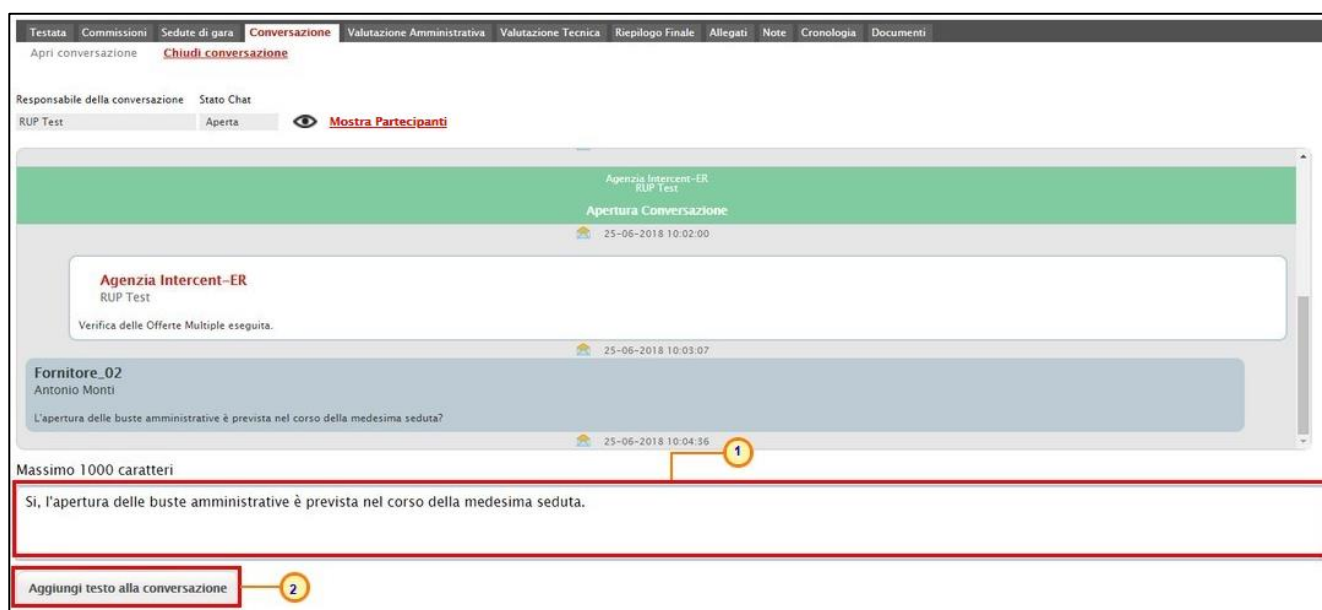 Testata Commissioni Sedute di gara Conversazione Valutazione Amministrativa Valutazione Tecnica Riepilogo Finale Allegati Note Cronologia Documenti
Apri conversazione Chiudi conversazione
Responsabile della conversazione Stato Chat
RUP Test Aperta Mostra Partecipanti
Agenzia Intercent-ER
RUP Test
Apertura Conversazione
25-06-2018 10:02:00
Agenzia Intercent-ER
RUP Test
Verifica delle Offerte Multiple eseguita.
25-06-2018 10:03:07
Fornitore_02
Antonio Monti
L'apertura delle buste amministrative è prevista nel corso della medesima seduta?
25-06-2018 10:04:36
1
Massimo 1000 caratteri
Si, l'apertura delle buste amministrative è prevista nel corso della medesima seduta.
Aggiungi testo alla conversazione 2